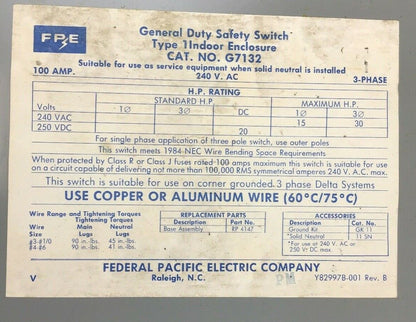 FPE
General Duty Safety Switch
Type 1 Indoor Enclosure
CAT. NO. G7132
Suitable for use as service equipment when solid neutral is installed
100 AMP. 240 V. AC 3-PHASE
H.P. RATING
STANDARD H.P. MAXIMUM H.P.
Volts 1Ø 3Ø DC 1Ø 3Ø
240 VAC 15 30
250 VDC 20
For single phase application of three pole switch, use outer poles
This switch meets 1984 NEC Wire Bending Space Requirements
When protected by Class R or Class J fuses rated 100 amps maximum this switch is suitable for use
on a circuit capable of delivering not more than 100,000 RMS symmetrical amperes 240 V. A.C. max.
This switch is suitable for use on corner grounded.3 phase Delta Systems
USE COPPER OR ALUMINUM WIRE (60°C/75°C)
Wire Range and Tightening Torques
Tightening Torques
Wire Main Neutral
Size Lugs Lugs
#3-#1/0 90 in.-lbs. 45 in.-lbs.
#4-#6 90 in.-lbs. 41 in.-lbs.
REPLACEMENT PARTS
Description Part No.
Base Assembly RP 4147
ACCESSORIES
Description Cat. No.
Ground Kit GK 11
*Solid Neutral 11 SN
*For use at 240 V. AC or
250 V. DC max.
FEDERAL PACIFIC ELECTRIC COMPANY
V Raleigh, N.C. Y82997B-001 Rev. B